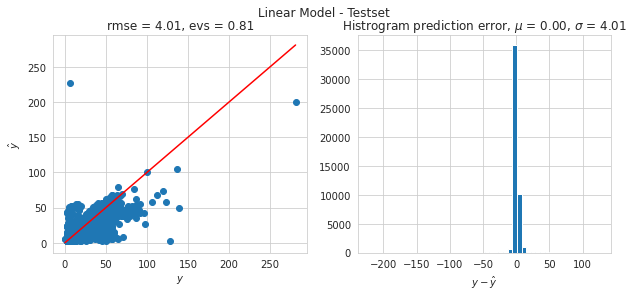 Linear Model - Testset
rmse = 4.01, evs = 0.81
250
200
150
100
50
0
ŷ
0 50 100 150 200 250
y
Histogram prediction error, μ = 0.00, σ = 4.01
35000
30000
25000
20000
15000
10000
5000
0
−200 −150 −100 −50 0 50 100
y − ŷ